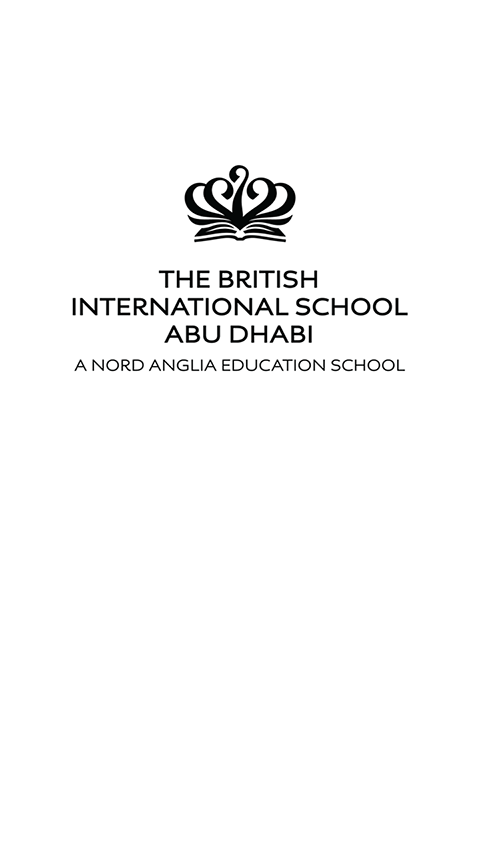 THE BRITISH
INTERNATIONAL SCHOOL
ABU DHABI
A NORD ANGLIA EDUCATION SCHOOL